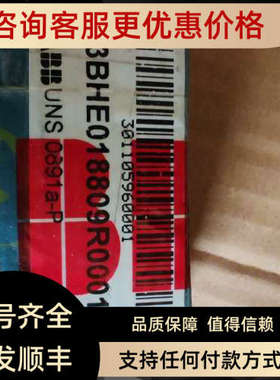 咨询客服更优惠价格
3BHE018809R0001
ABB UNS 0891a-P
号齐全
品质保障 值得信赖
发顺丰
支持任何付款方式